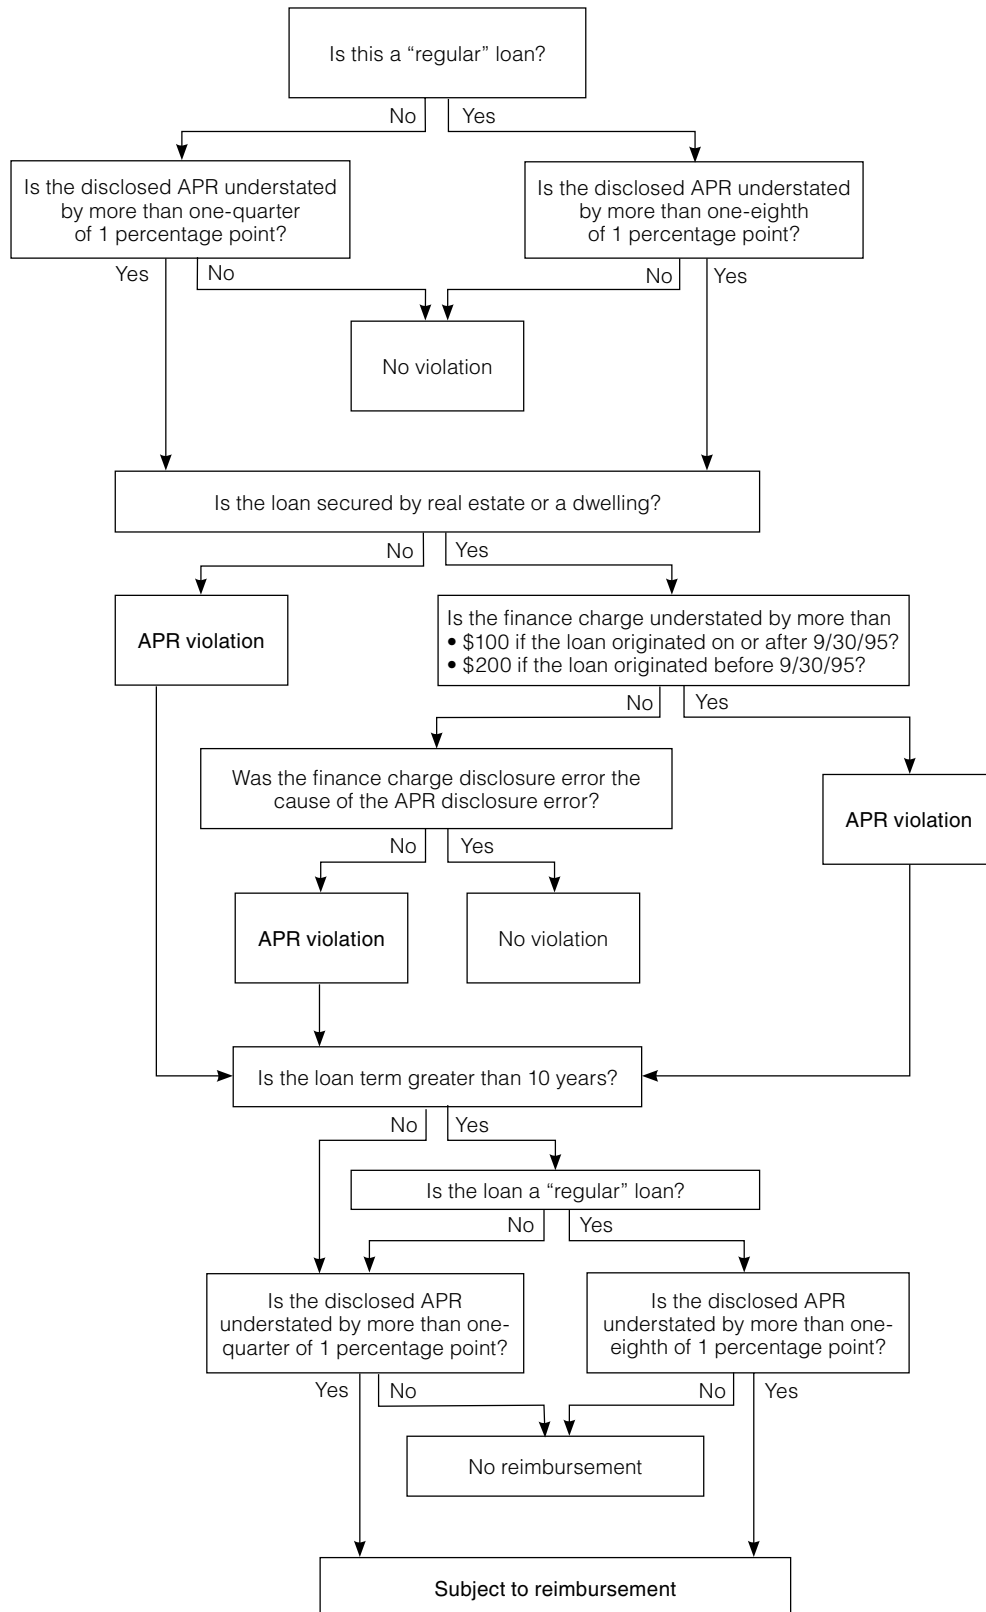 Is this a “regular” loan?
No
Yes
Is the disclosed APR understated
by more than one-quarter
of 1 percentage point?
Is the disclosed APR understated
by more than one-eighth
of 1 percentage point?
Yes
No
No
Yes
No violation
Is the loan secured by real estate or a dwelling?
No
Yes
APR violation
Is the finance charge understated by more than
• $100 if the loan originated on or after 9/30/95?
• $200 if the loan originated before 9/30/95?
No
Yes
Was the finance charge disclosure error the
cause of the APR disclosure error?
APR violation
No
Yes
APR violation
No violation
Is the loan term greater than 10 years?
No
Yes
Is the loan a “regular” loan?
No
Yes
Is the disclosed APR
understated by more than one-
quarter of 1 percentage point?
Is the disclosed APR
understated by more than one-
eighth of 1 percentage point?
Yes
No
No
Yes
No reimbursement
Subject to reimbursement